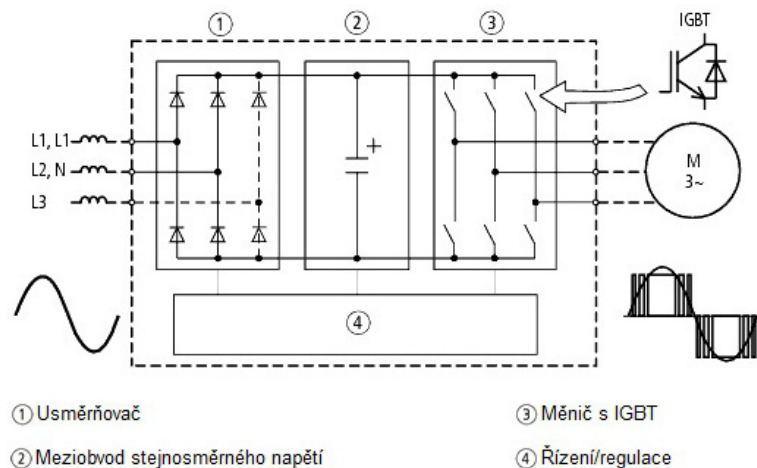 ① ② ③ IGBT
L1, L1
L2, N
L3
+
M
3~
④
① Usměrňovač ③ Měnič s IGBT
② Meziobvod stejnosměrného napětí ④ Řízení/regulace